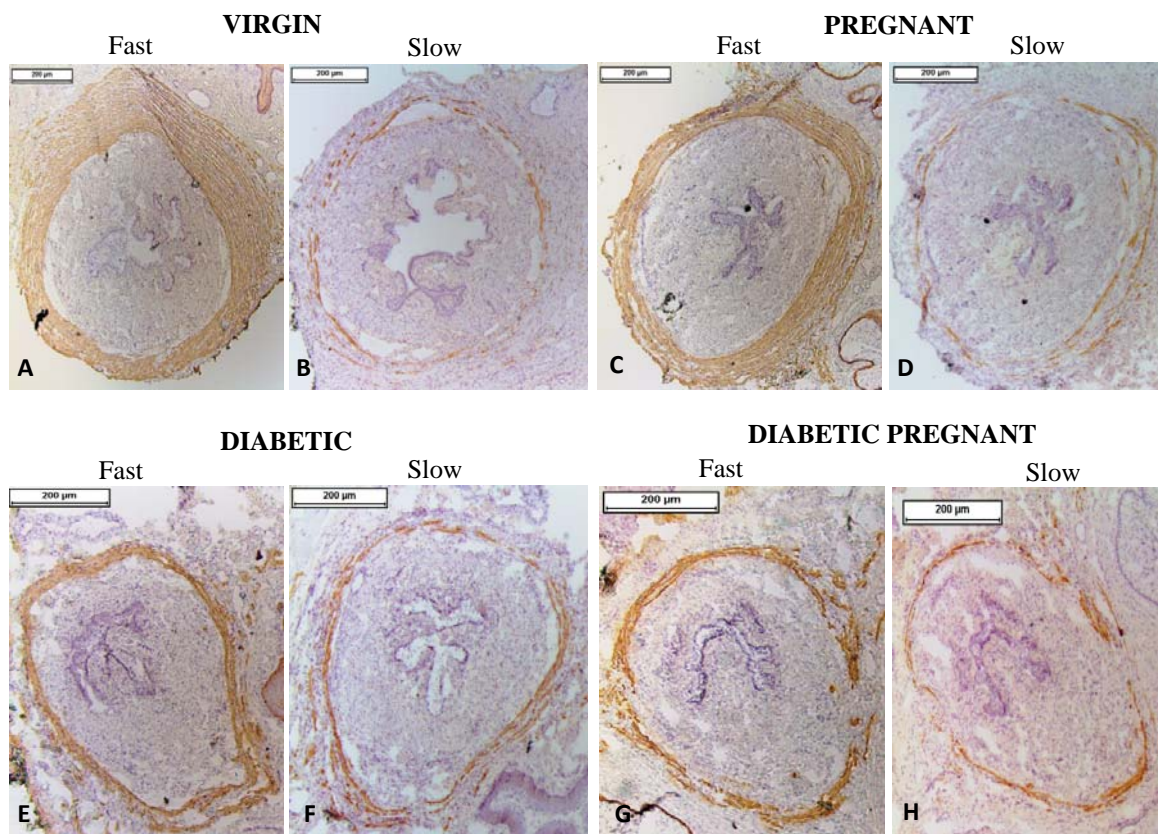 VIRGIN
PREGNANT
Fast
Slow
Fast
Slow
200 µm
200 µm
200 µm
200 µm
A
B
C
D
DIABETIC
DIABETIC PREGNANT
Fast
Slow
Fast
Slow
200 µm
200 µm
200 µm
200 µm
E
F
G
H